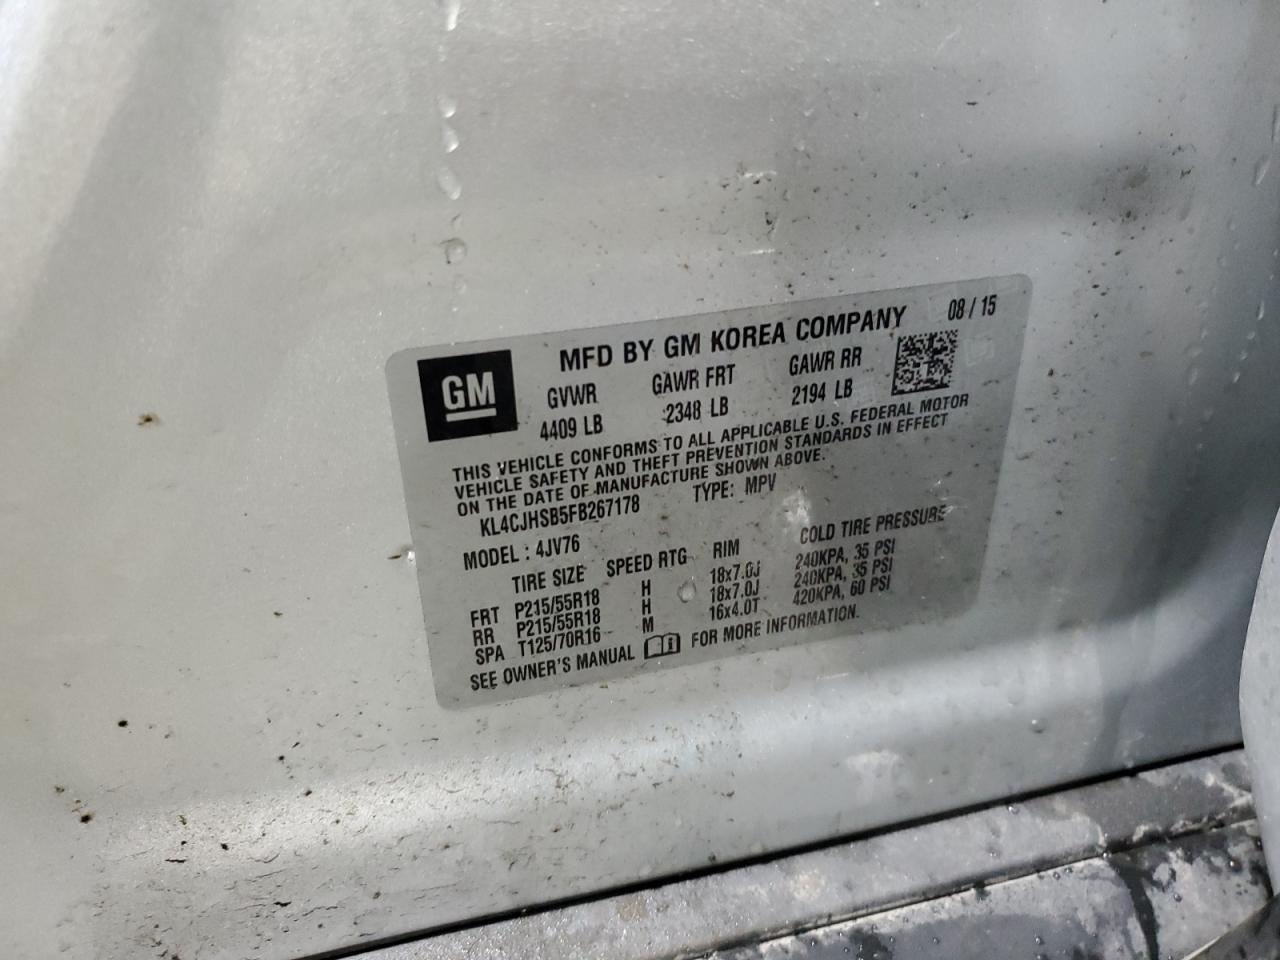 GM
MFD BY GM KOREA COMPANY 08 / 15
GVWR GAWR FRT GAWR RR
4409 LB 2348 LB 2194 LB
THIS VEHICLE CONFORMS TO ALL APPLICABLE U.S. FEDERAL MOTOR
VEHICLE SAFETY AND THEFT PREVENTION STANDARDS IN EFFECT
ON THE DATE OF MANUFACTURE SHOWN ABOVE.
KL4CJHSB5FB267178 TYPE: MPV
MODEL : 4JV76
TIRE SIZE SPEED RTG RIM COLD TIRE PRESSURE
FRT P215/55R18 H 18x7.0J 240KPA, 35 PSI
RR P215/55R18 H 18x7.0J 240KPA, 35 PSI
SPA T125/70R16 M 16x4.0T 420KPA, 60 PSI
SEE OWNER'S MANUAL i FOR MORE INFORMATION.